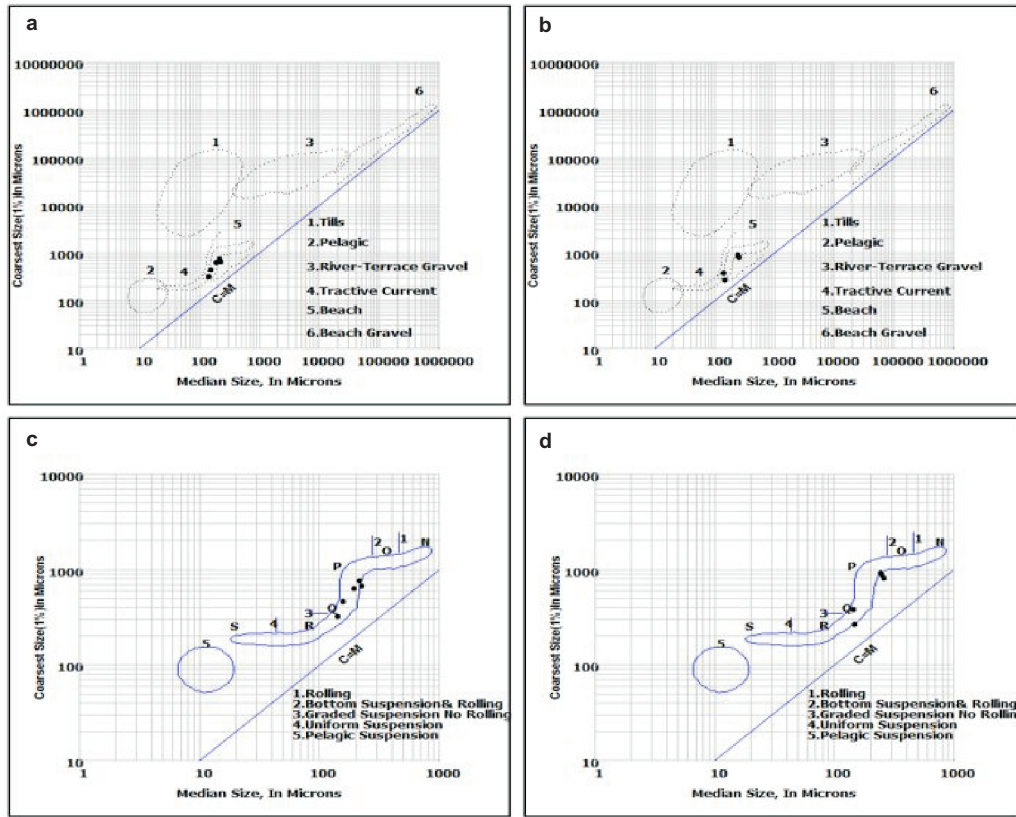 a
10000000
1000000
100000
10000
1000
100
10
Coarsest Size(1%)In Microns
6
1
3
5
2
4
C=M
1.Tills
2.Pelagic
3.River-Terrace Gravel
4.Tractive Current
5.Beach
6.Beach Gravel
1 10 100 1000 10000 100000 1000000
Median Size, In Microns
b
10000000
1000000
100000
10000
1000
100
10
Coarsest Size(1%)In Microns
6
1
3
5
2
4
C=M
1.Tills
2.Pelagic
3.River-Terrace Gravel
4.Tractive Current
5.Beach
6.Beach Gravel
1 10 100 1000 10000 100000 1000000
Median Size, In Microns
c
10000
1000
100
10
Coarsest Size(1%)In Microns
2 1
O N
P
3 Q
S 4 R
5
C=M
1.Rolling
2.Bottom Suspension& Rolling
3.Graded Suspension No Rolling
4.Uniform Suspension
5.Pelagic Suspension
1 10 100 1000
Median Size, In Microns
d
10000
1000
100
10
Coarsest Size(1%)In Microns
2 1
O N
P
3 Q
S 4 R
5
C=M
1.Rolling
2.Bottom Suspension& Rolling
3.Graded Suspension No Rolling
4.Uniform Suspension
5.Pelagic Suspension
1 10 100 1000
Median Size, In Microns